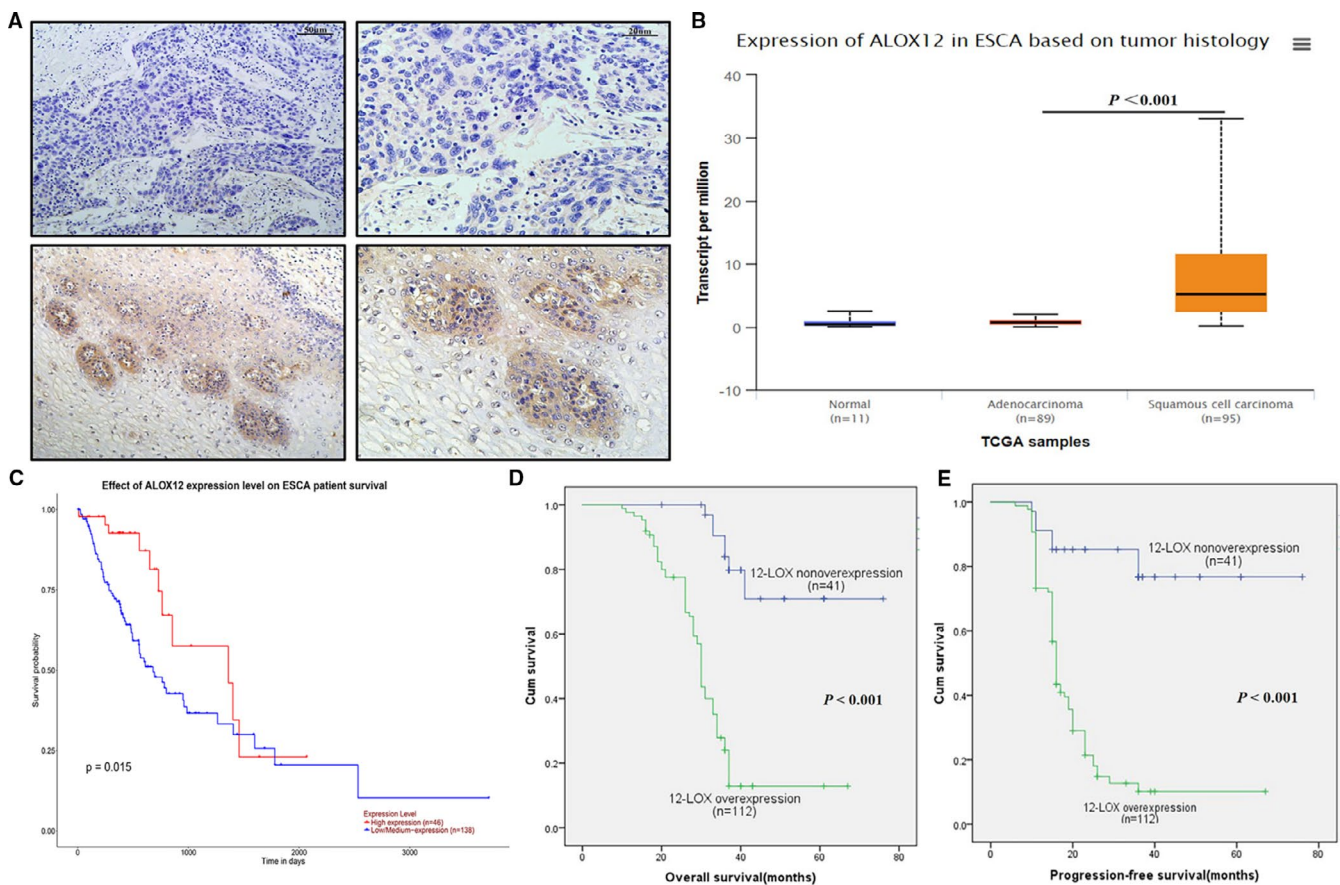 A
50um
20um
B
Expression of ALOX12 in ESCA based on tumor histology
P <0.001
40
30
20
10
0
-10
Transcript per million
Normal
(n=11)
Adenocarcinoma
(n=89)
Squamous cell carcinoma
(n=95)
TCGA samples
C
Effect of ALOX12 expression level on ESCA patient survival
1.00
0.75
0.50
0.25
0.00
Survival probability
p = 0.015
Expression Level
High expression (n=46)
Low/Medium-expression (n=138)
0
1000
2000
3000
Time in days
D
1.0
0.8
0.6
0.4
0.2
0.0
Cum survival
12-LOX nonoverexpression
(n=41)
P < 0.001
12-LOX overexpression
(n=112)
0
20
40
60
80
Overall survival(months)
E
1.0
0.8
0.6
0.4
0.2
0.0
Cum survival
12-LOX nonoverexpression
(n=41)
P < 0.001
12-LOX overexpression
(n=112)
0
20
40
60
80
Progression-free survival(months)